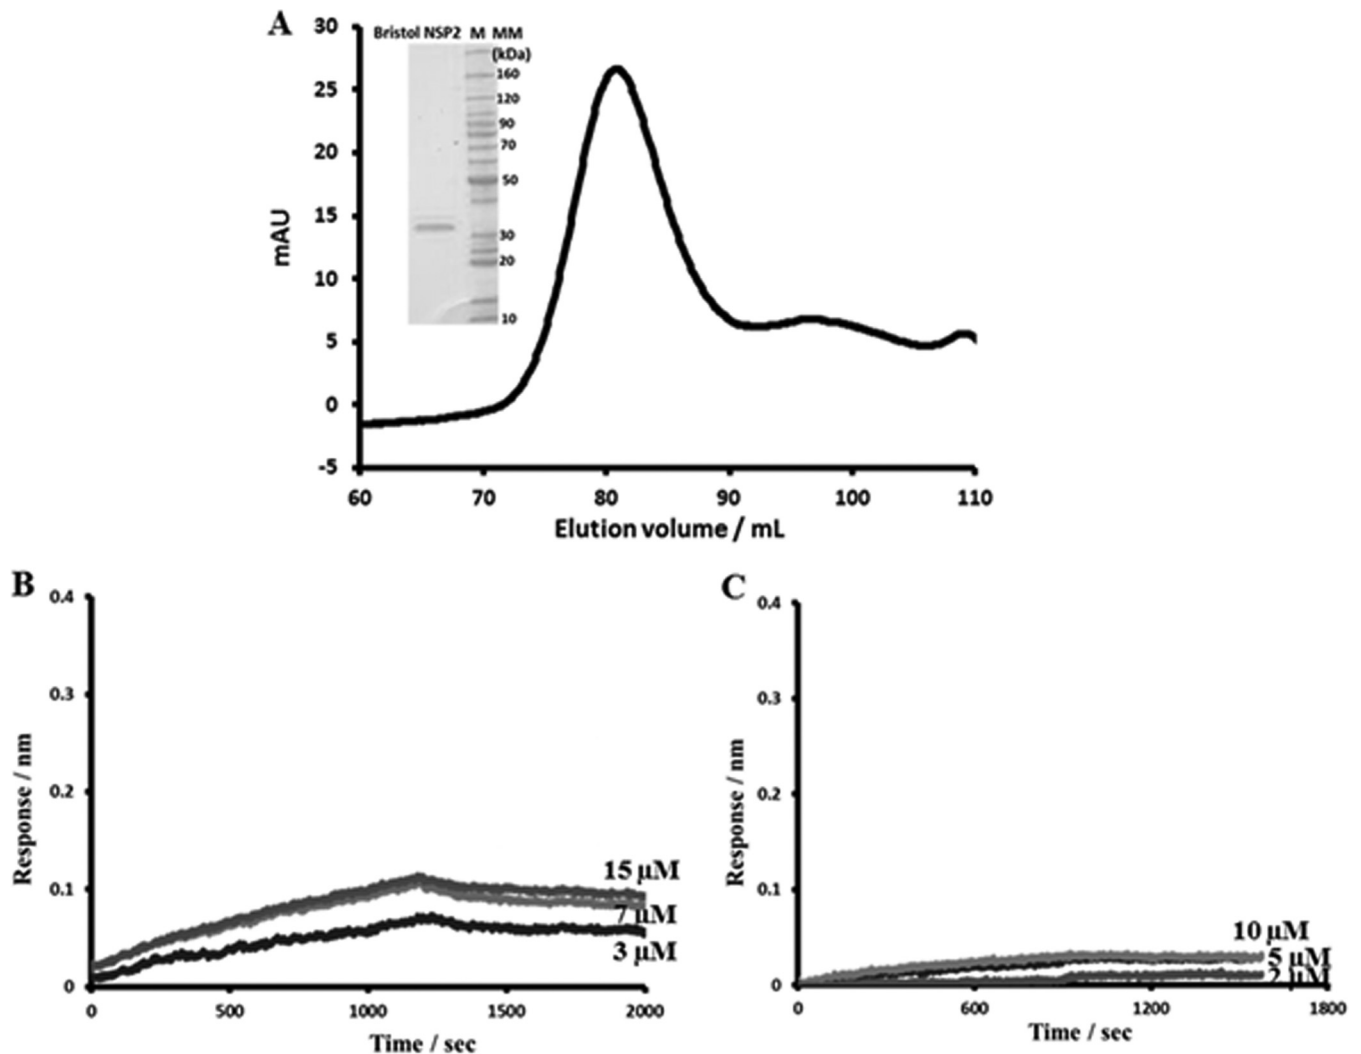 A
Bristol NSP2 M MM
(kDa)
160
120
90
70
50
30
20
10
30
25
20
15
10
5
0
-5
mAU
60 70 80 90 100 110
Elution volume / mL
B
0.4
0.3
0.2
0.1
0
Response / nm
15 µM
7 µM
3 µM
0 500 1000 1500 2000
Time / sec
C
0.4
0.3
0.2
0.1
0
Response / nm
10 µM
5 µM
2 µM
0 600 1200 1800
Time / sec